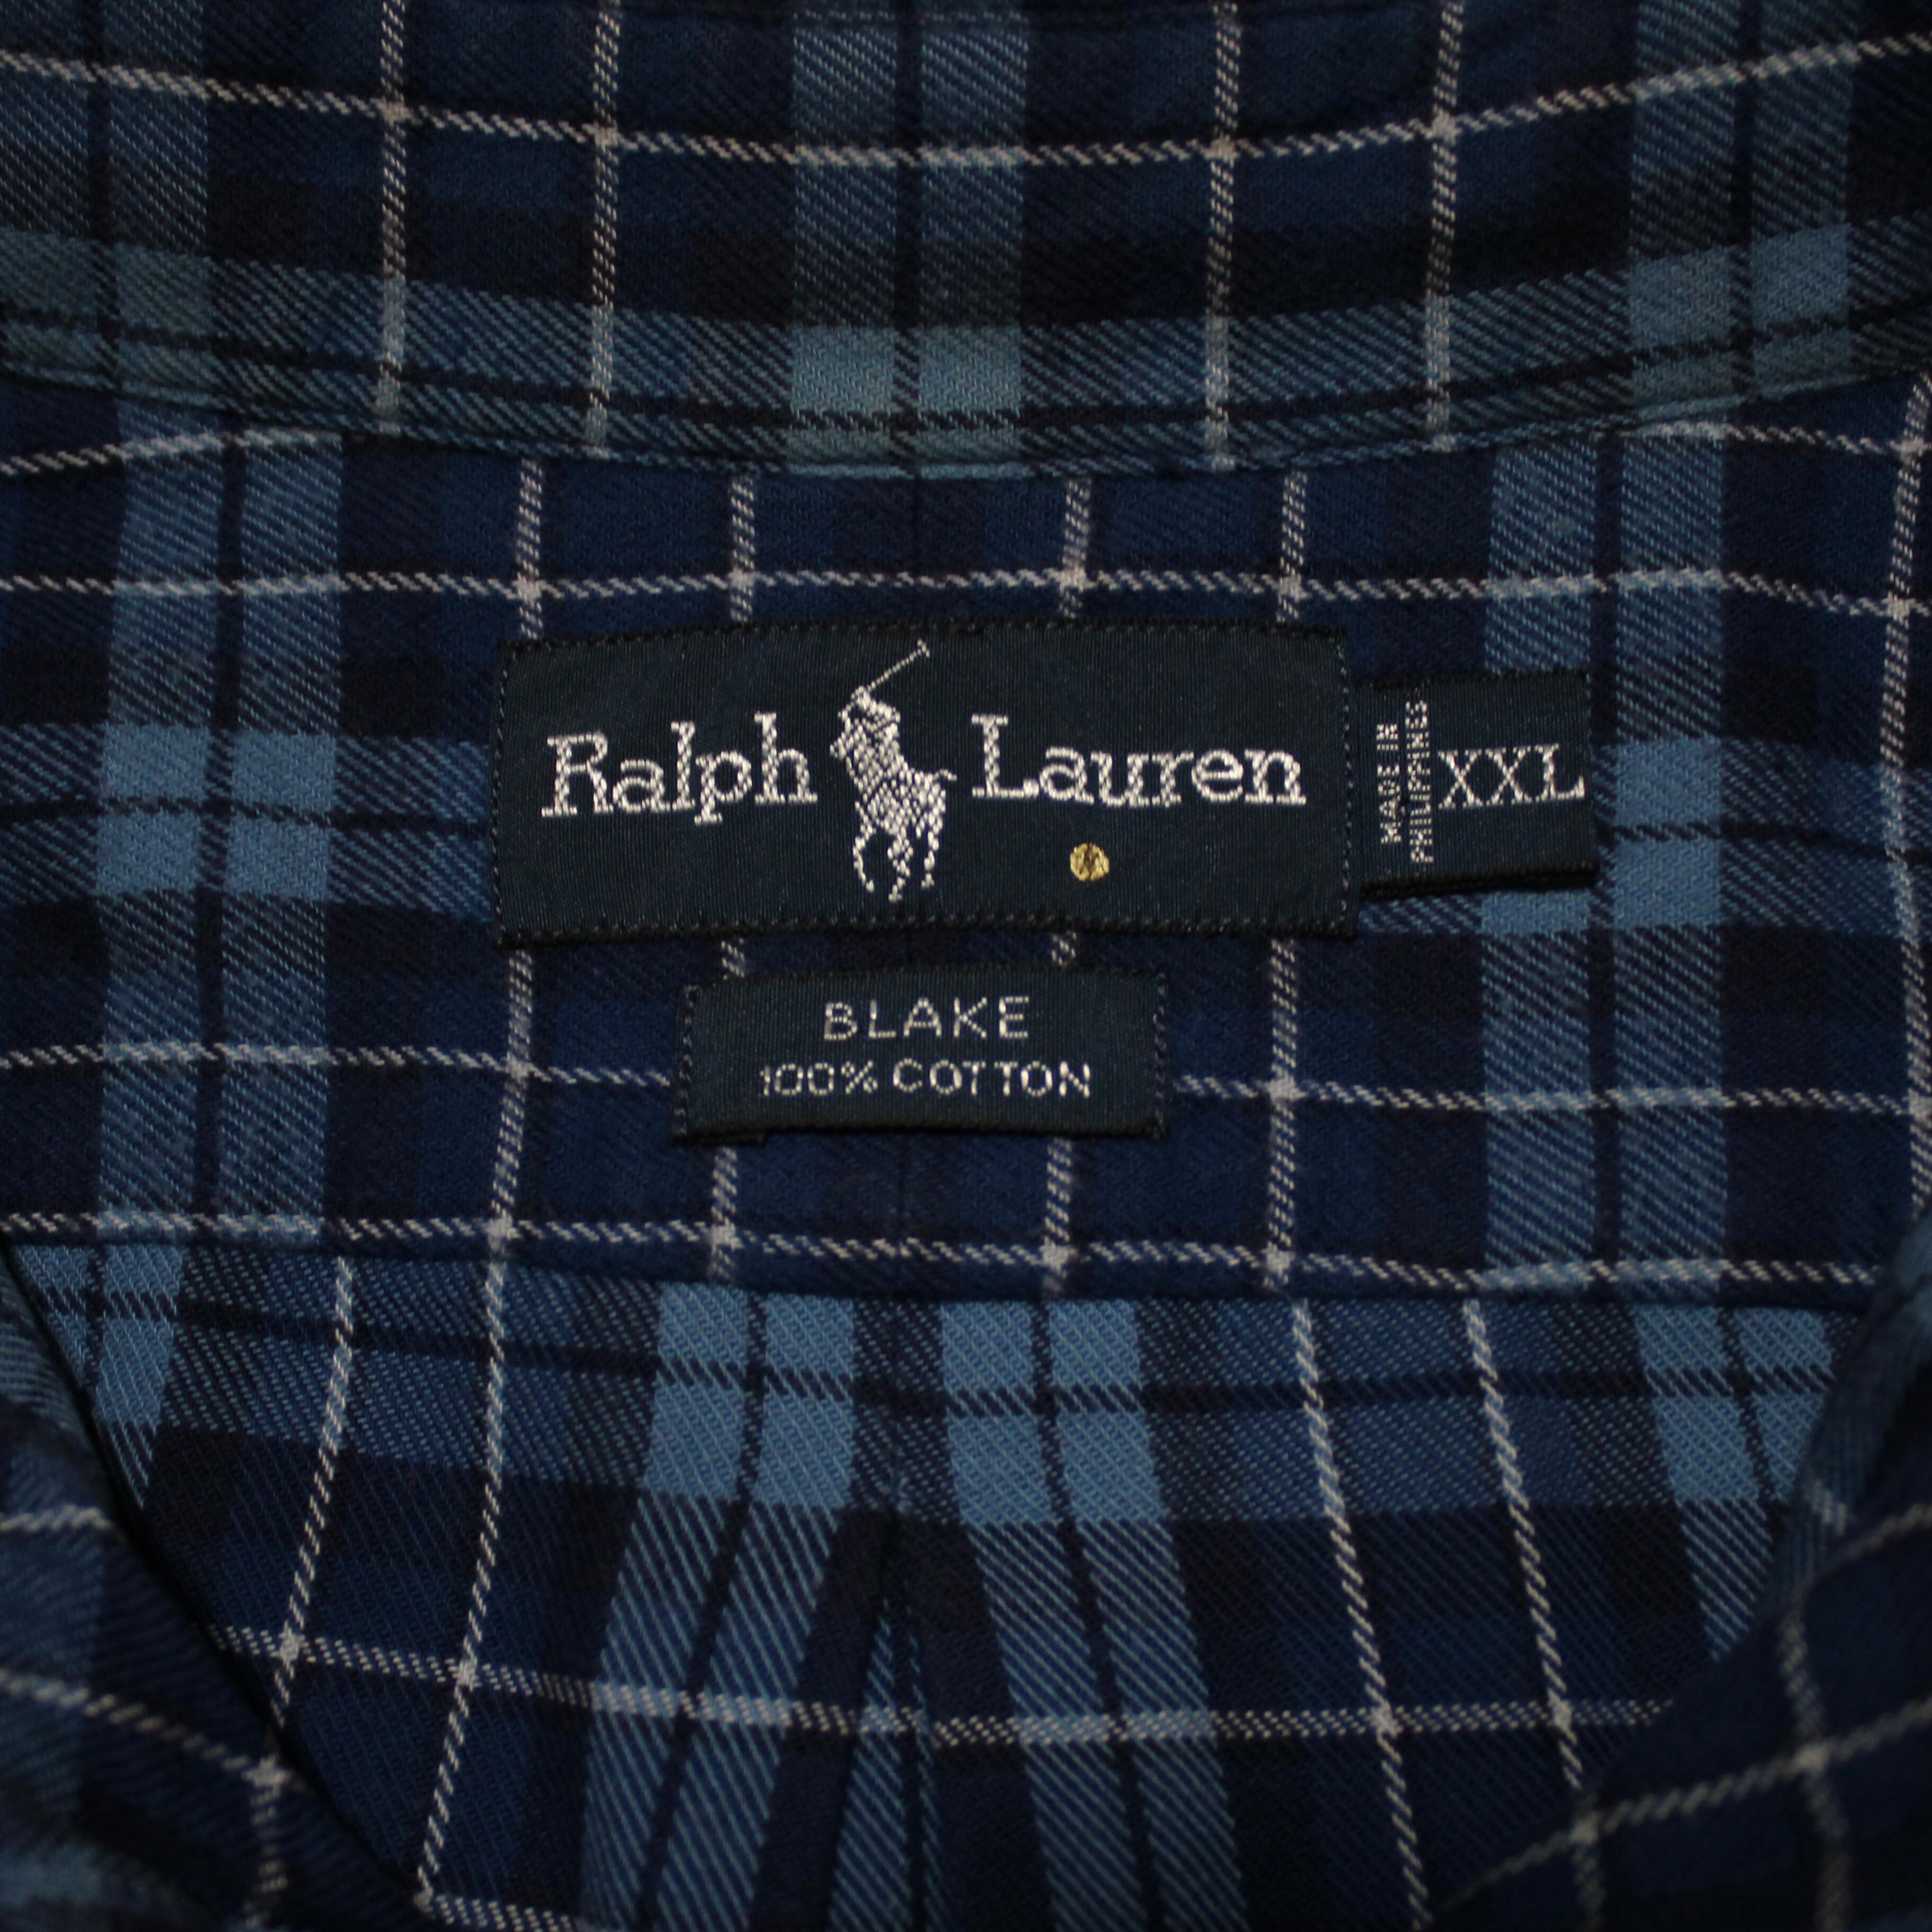 Ralph Lauren
MADE IN
PHILIPPINES
XXL
BLAKE
100% COTTON